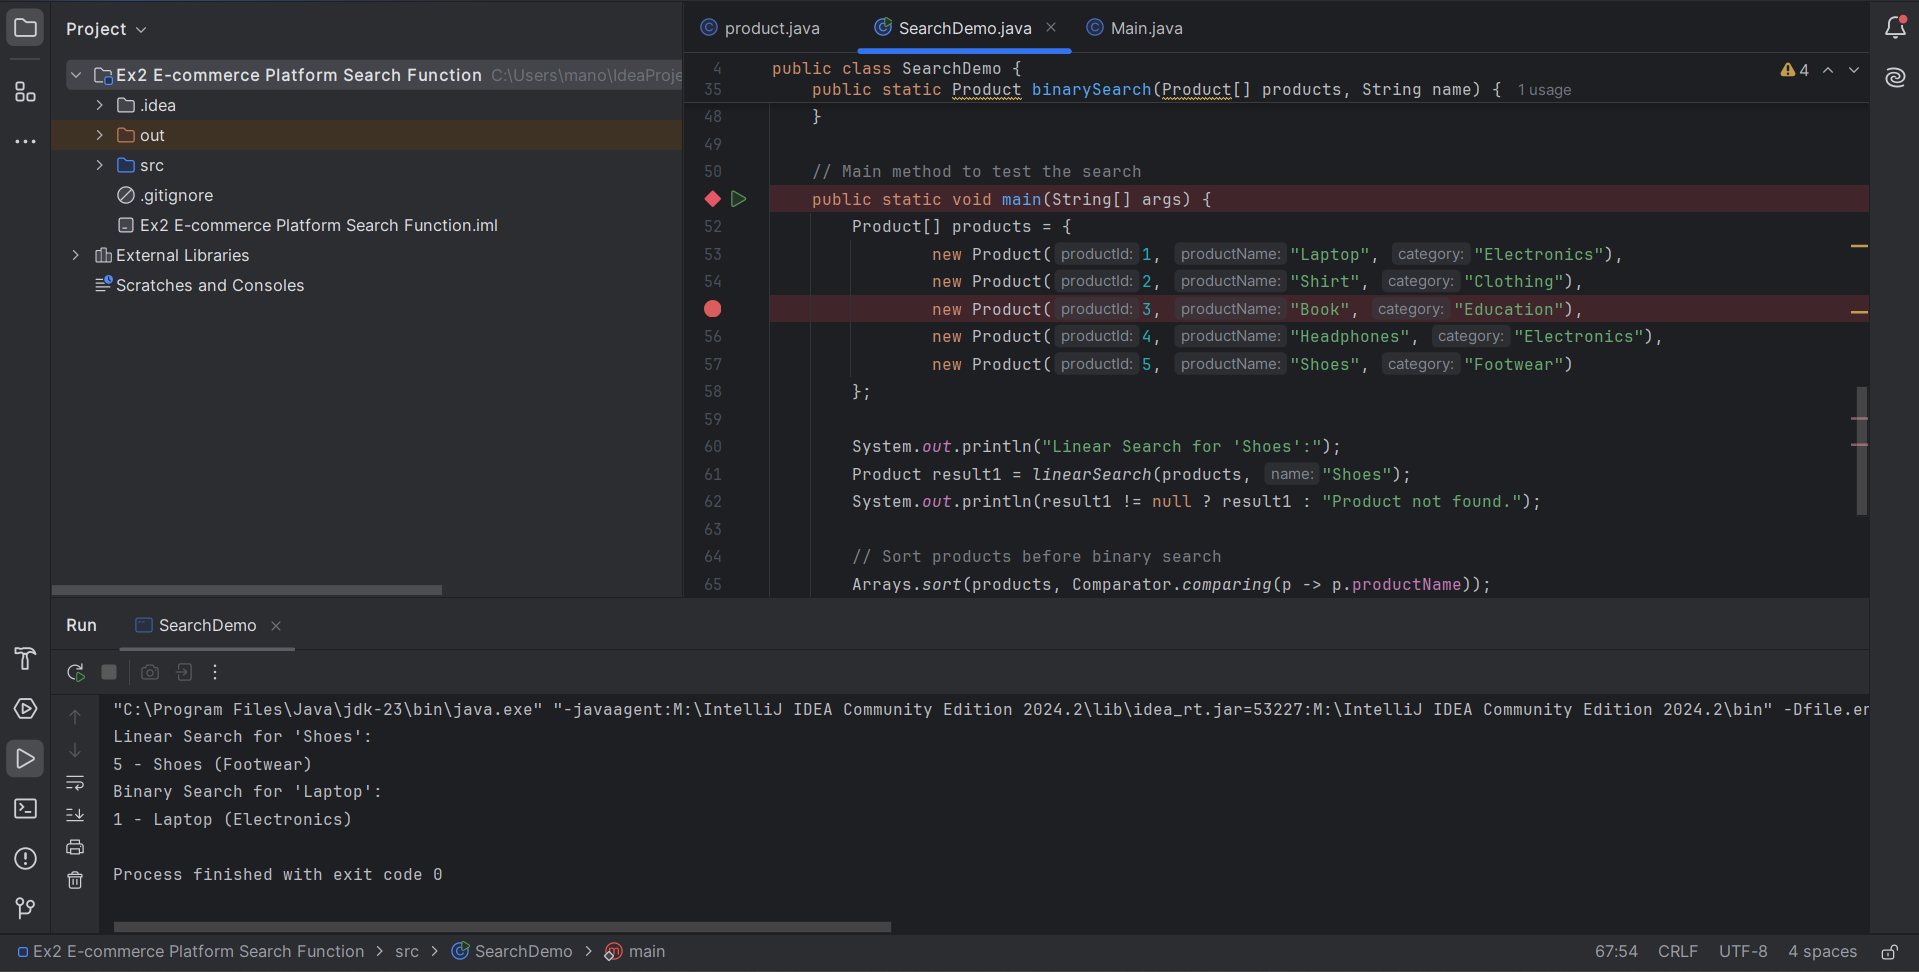 Project
Ex2 E-commerce Platform Search Function C:\Users\mano\IdeaProje
.idea
out
src
.gitignore
Ex2 E-commerce Platform Search Function.iml
External Libraries
Scratches and Consoles
product.java
SearchDemo.java
Main.java
4 public class SearchDemo {
4
35 public static Product binarySearch(Product[] products, String name) { 1 usage
48 }
49
50 // Main method to test the search
public static void main(String[] args) {
52 Product[] products = {
53 new Product( productId: 1, productName: "Laptop", category: "Electronics"),
54 new Product( productId: 2, productName: "Shirt", category: "Clothing"),
new Product( productId: 3, productName: "Book", category: "Education"),
56 new Product( productId: 4, productName: "Headphones", category: "Electronics"),
57 new Product( productId: 5, productName: "Shoes", category: "Footwear")
58 };
59
60 System.out.println("Linear Search for 'Shoes':");
61 Product result1 = linearSearch(products, name: "Shoes");
62 System.out.println(result1 != null ? result1 : "Product not found.");
63
64 // Sort products before binary search
65 Arrays.sort(products, Comparator.comparing(p -> p.productName));
Run SearchDemo
"C:\Program Files\Java\jdk-23\bin\java.exe" "-javaagent:M:\IntelliJ IDEA Community Edition 2024.2\lib\idea_rt.jar=53227:M:\IntelliJ IDEA Community Edition 2024.2\bin" -Dfile.er
Linear Search for 'Shoes':
5 - Shoes (Footwear)
Binary Search for 'Laptop':
1 - Laptop (Electronics)
Process finished with exit code 0
Ex2 E-commerce Platform Search Function > src > SearchDemo > main
67:54 CRLF UTF-8 4 spaces